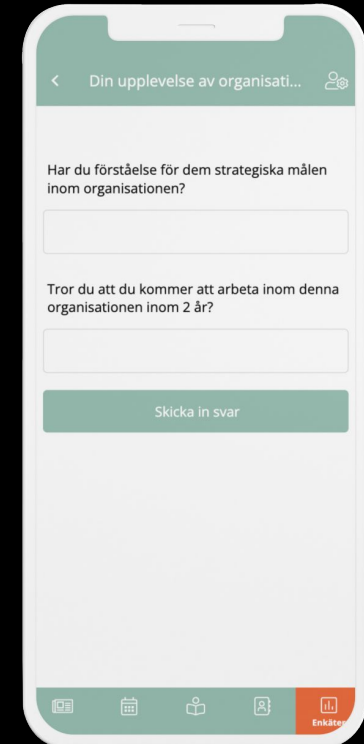 Din upplevelse av organisati...
Har du förståelse för dem strategiska målen
inom organisationen?
Tror du att du kommer att arbeta inom denna
organisationen inom 2 år?
Skicka in svar
Enkäter